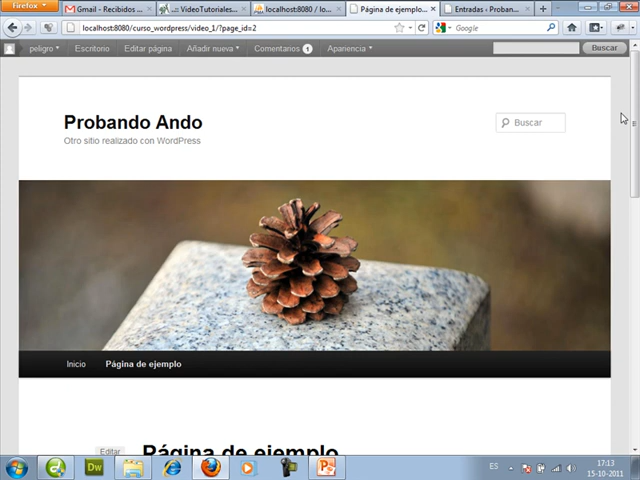 Firefox
Gmail - Recibidos ...
..:: VideoTutoriales...
localhost:8080 / lo...
Página de ejemplo...
Entradas ‹ Proban...
localhost:8080/curso_wordpress/video_1/?page_id=2
Google
peligro
Escritorio
Editar página
Añadir nueva
Comentarios 1
Apariencia
Buscar
Probando Ando
Otro sitio realizado con WordPress
Buscar
Inicio
Página de ejemplo
Editar
Página de ejemplo
Dw
ES
17:13
15-10-2011